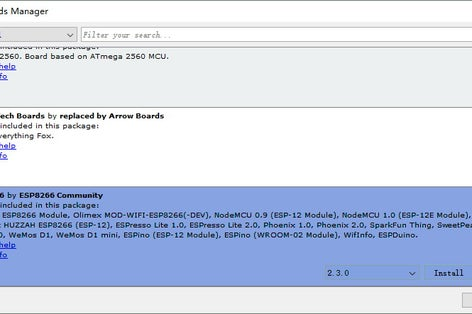 ds Manager
Filter your search...
included in this package:
2560. Board based on ATmega 2560 MCU.
help
fo
ech Boards by replaced by Arrow Boards
included in this package:
erything Fox.
help
fo
6 by ESP8266 Community
included in this package:
ESP8266 Module, Olimex MOD-WIFI-ESP8266(-DEV), NodeMCU 0.9 (ESP-12 Module), NodeMCU 1.0 (ESP-12E Module),
HUZZAH ESP8266 (ESP-12), ESPresso Lite 1.0, ESPresso Lite 2.0, Phoenix 1.0, Phoenix 2.0, SparkFun Thing, SweetPea
0, WeMos D1, WeMos D1 mini, ESPino (ESP-12 Module), ESPino (WROOM-02 Module), WifInfo, ESPDuino.
help
fo
2.3.0 Install